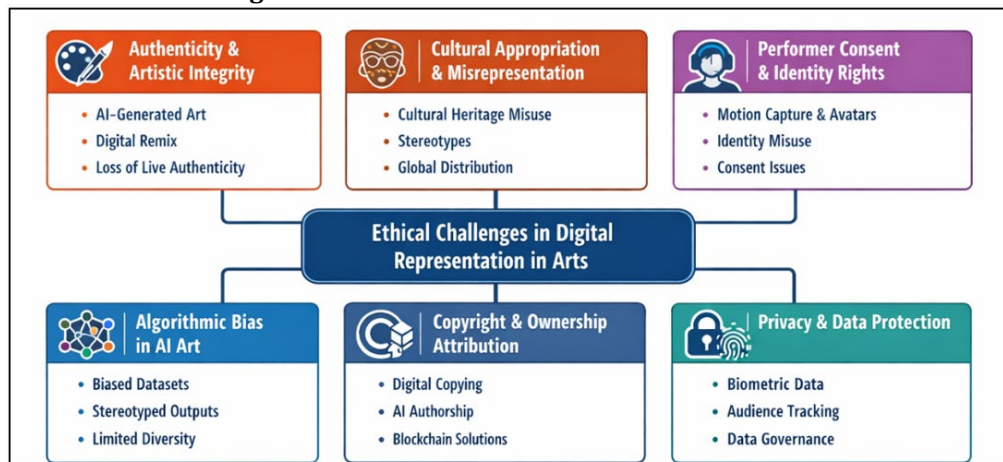 Authenticity &
Artistic Integrity
• AI-Generated Art
• Digital Remix
• Loss of Live Authenticity
Cultural Appropriation
& Misrepresentation
• Cultural Heritage Misuse
• Stereotypes
• Global Distribution
Performer Consent
& Identity Rights
• Motion Capture & Avatars
• Identity Misuse
• Consent Issues
Ethical Challenges in Digital
Representation in Arts
Algorithmic Bias
in AI Art
• Biased Datasets
• Stereotyped Outputs
• Limited Diversity
Copyright & Ownership
Attribution
• Digital Copying
• AI Authorship
• Blockchain Solutions
Privacy & Data Protection
• Biometric Data
• Audience Tracking
• Data Governance